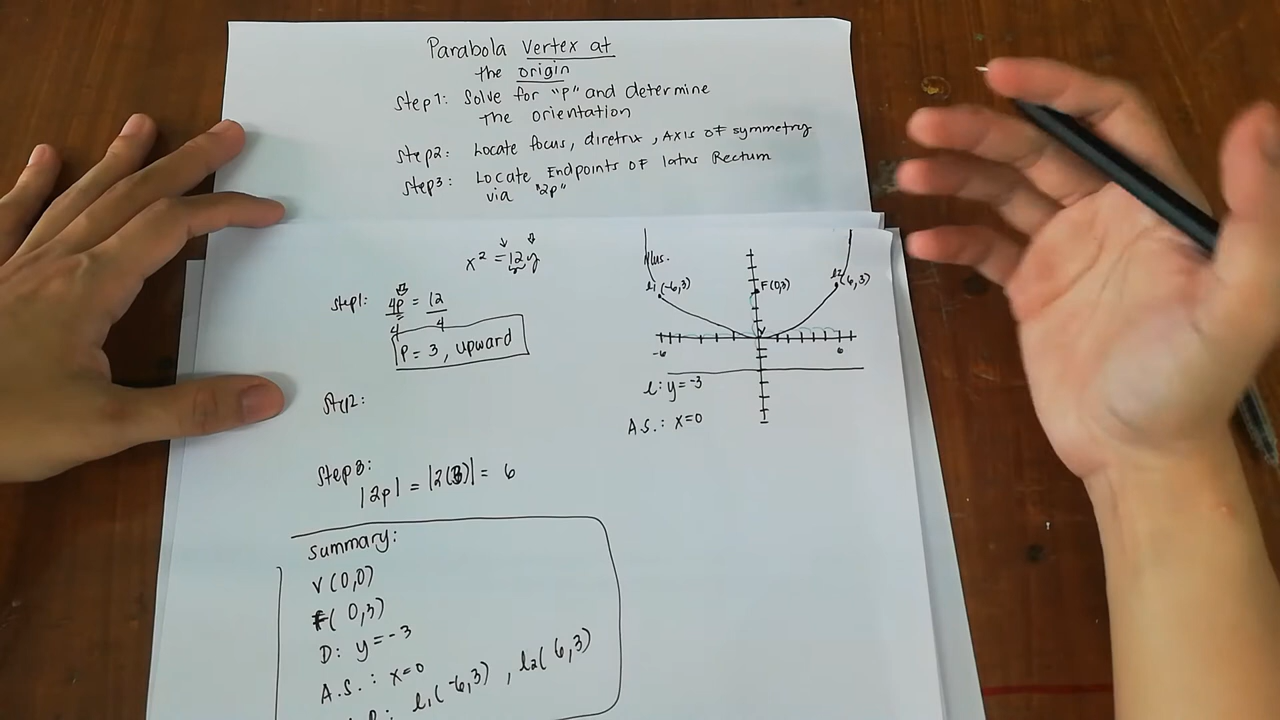 Parabola Vertex at
the origin
Step1: Solve for "P" and determine
the orientation
Step2: Locate focus, diretrix, Axis of symmetry
Step3: Locate Endpoints of latus Rectum
via "2p"
x² = 12y
Step1: 4p/4 = 12/4
P = 3, upward
Step2:
Step3:
|2p| = |2(3)| = 6
Summary:
V (0,0)
F( 0,3)
D: y = -3
A.S.: x=0
l1(-6,3), l2(6,3)
Illus.
l1(-6,3)
F(0,3)
l2(6,3)
V
-6
6
l: y = -3
A.S.: x=0